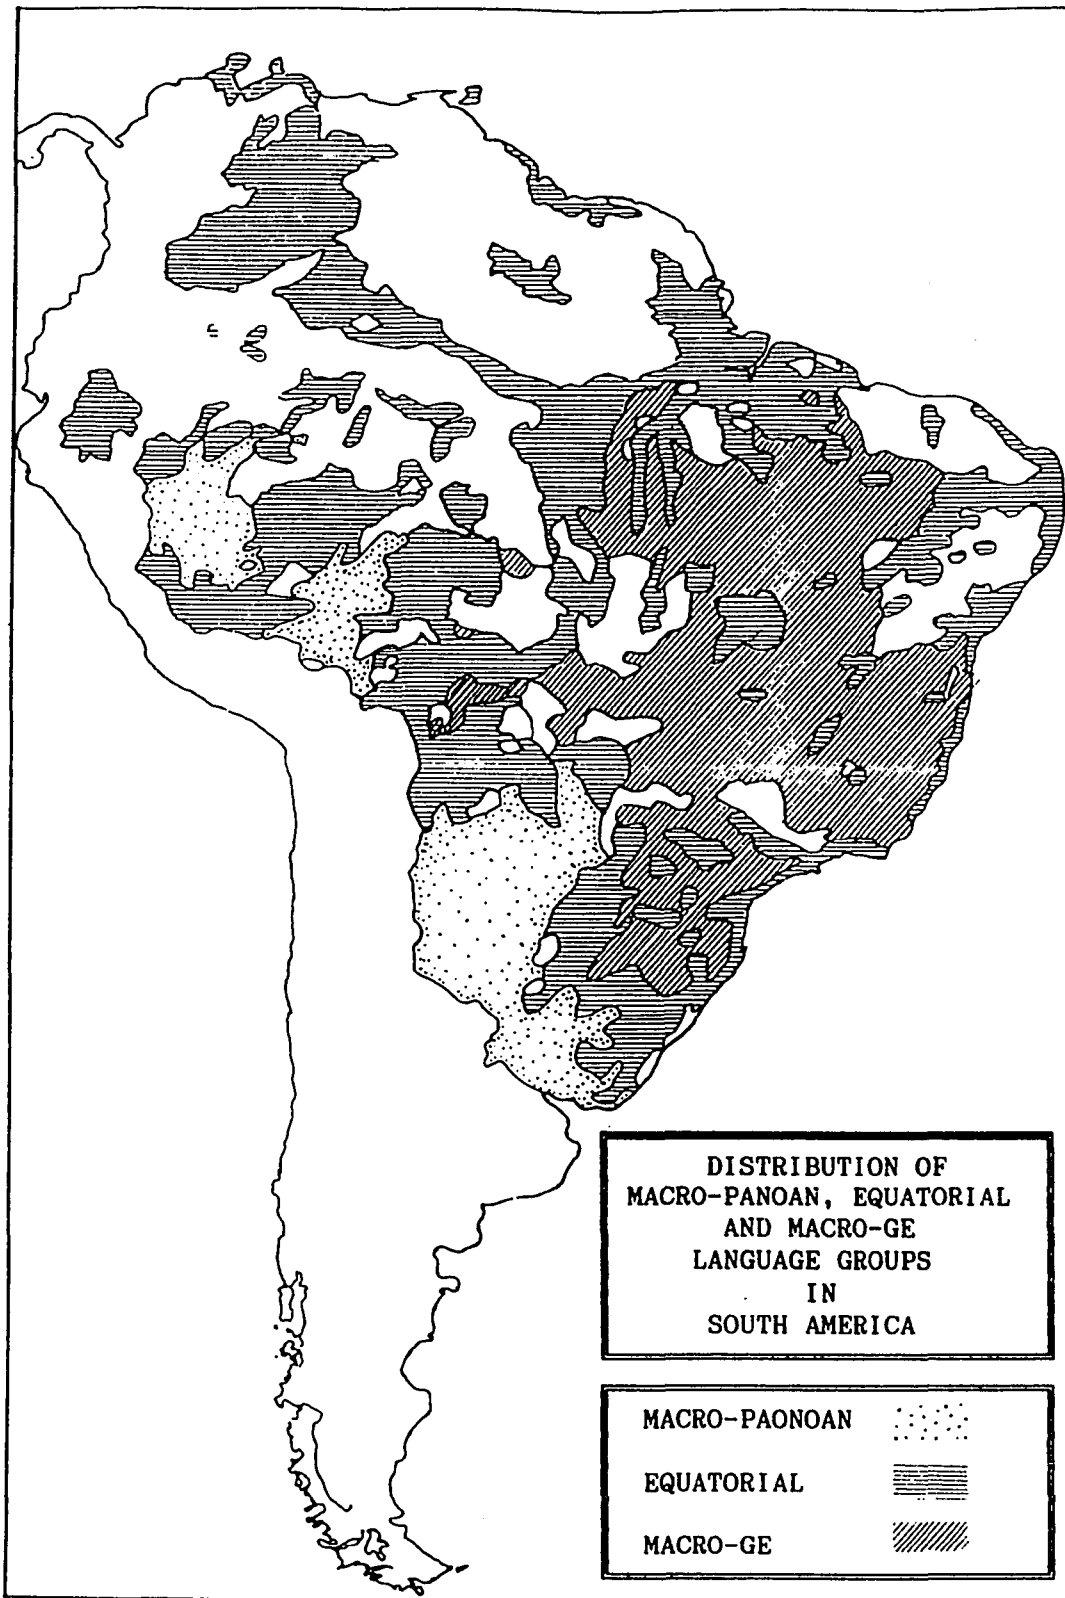 DISTRIBUTION OF
MACRO-PANOAN, EQUATORIAL
AND MACRO-GE
LANGUAGE GROUPS
IN
SOUTH AMERICA
MACRO-PAONOAN
EQUATORIAL
MACRO-GE